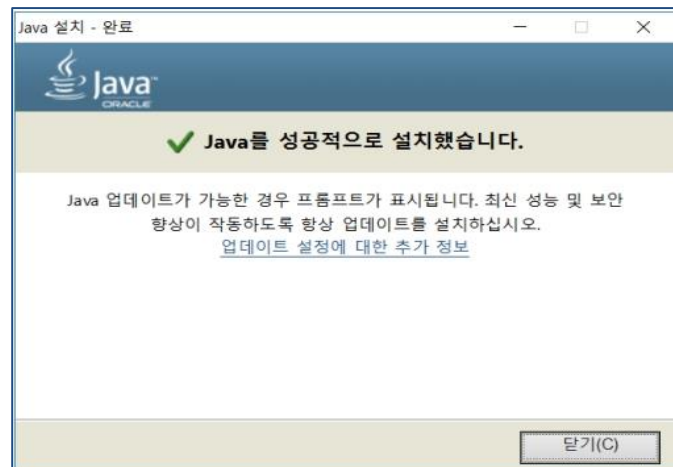 Java 설치 - 완료
Java™
ORACLE
Java를 성공적으로 설치했습니다.
Java 업데이트가 가능한 경우 프롬프트가 표시됩니다. 최신 성능 및 보안
향상이 작동하도록 항상 업데이트를 설치하십시오.
업데이트 설정에 대한 추가 정보
닫기(C)